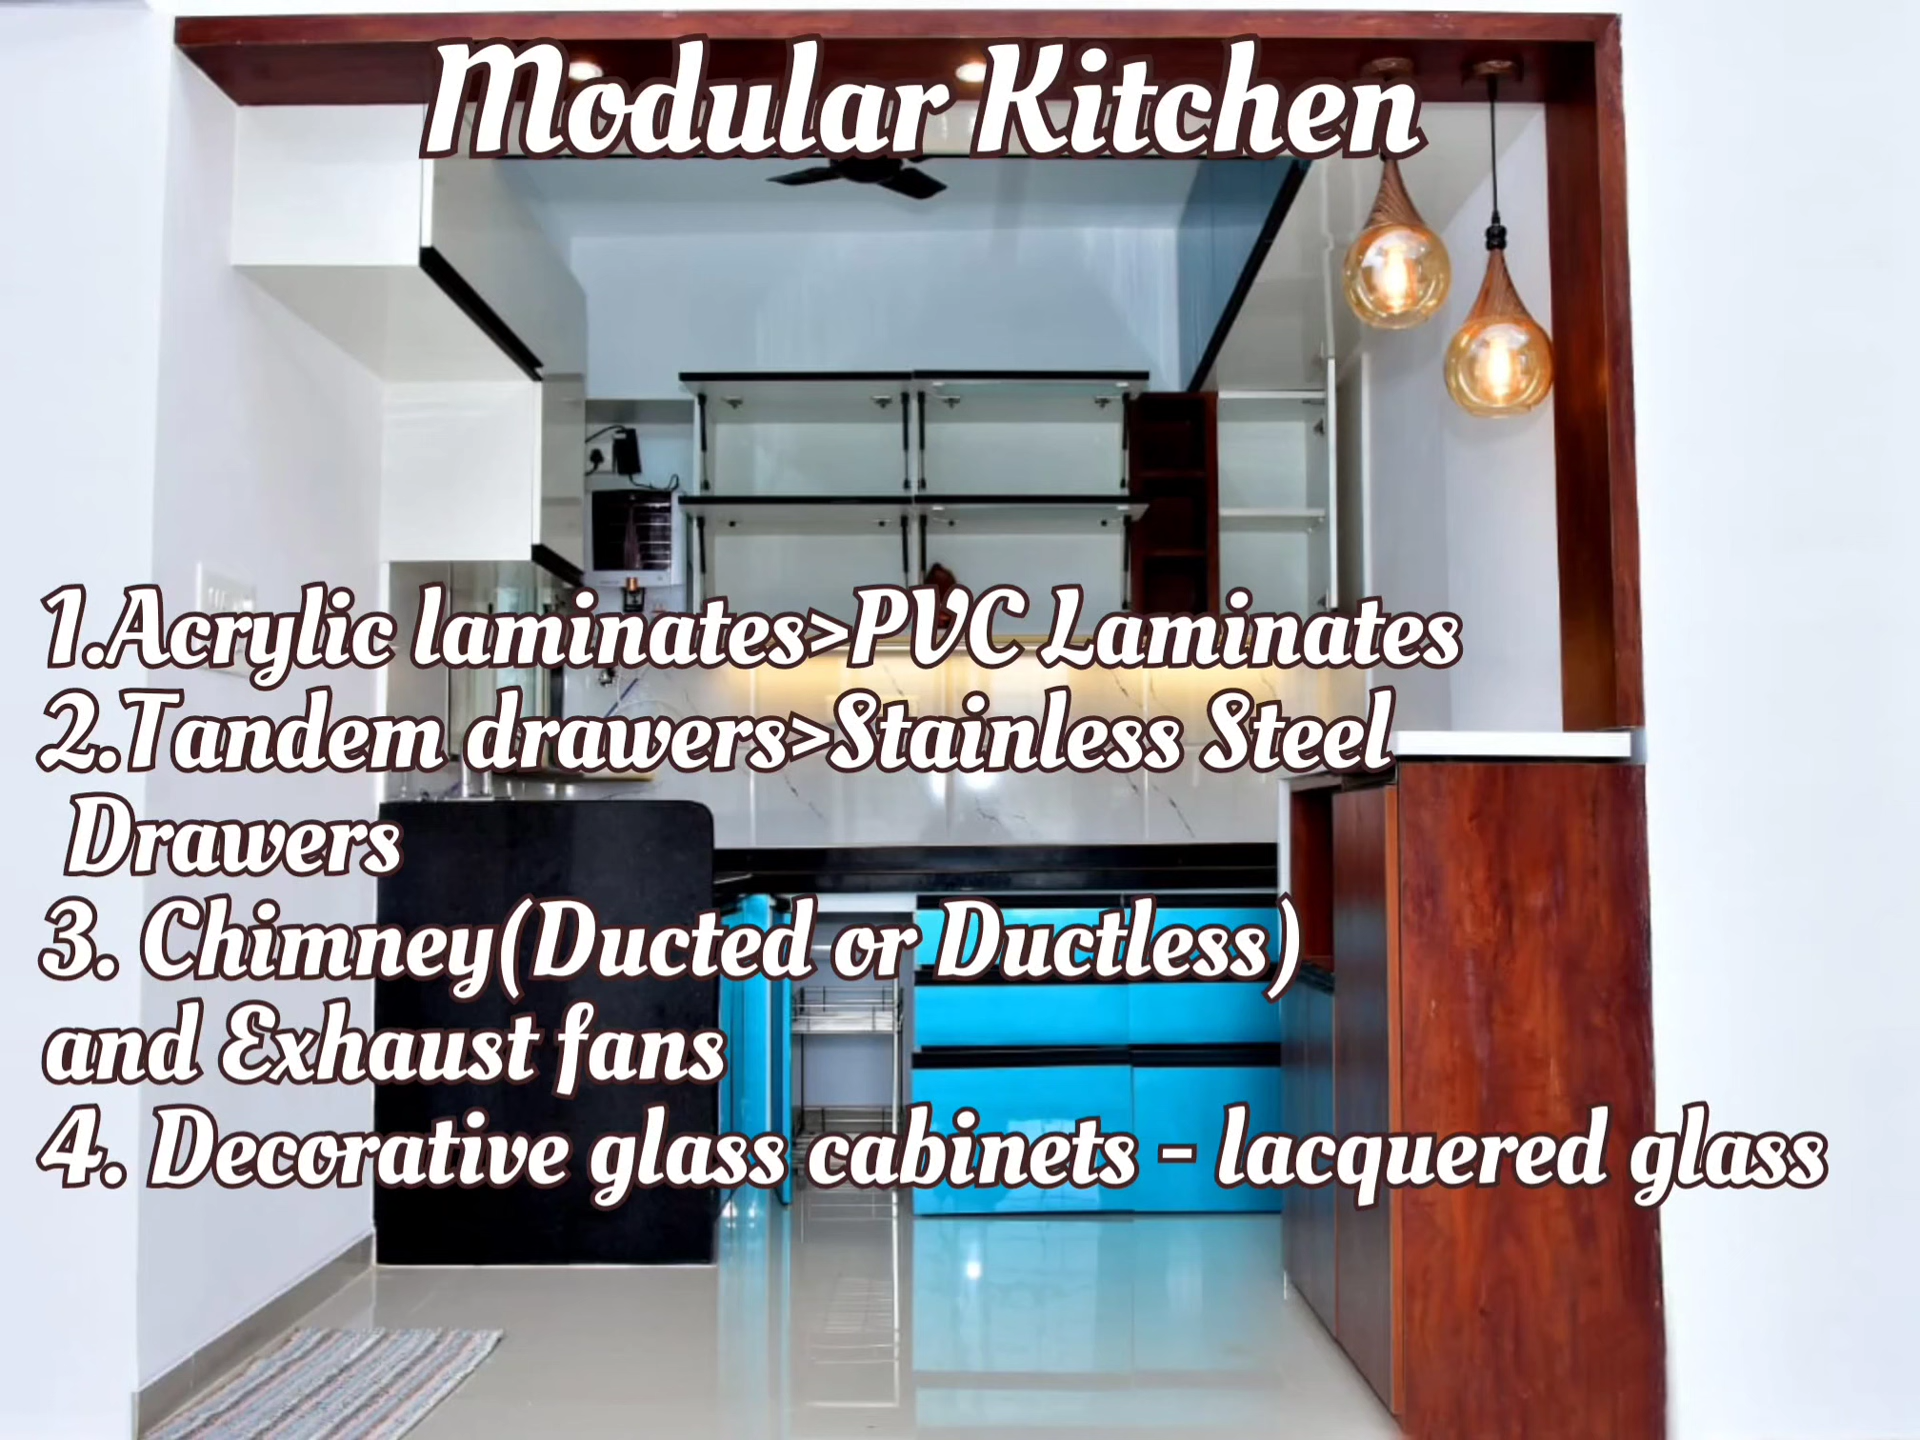 Modular Kitchen
1.Acrylic laminates>PVC Laminates
2.Tandem drawers>Stainless Steel
Drawers
3. Chimney(Ducted or Ductless)
and Exhaust fans
4. Decorative glass cabinets - lacquered glass